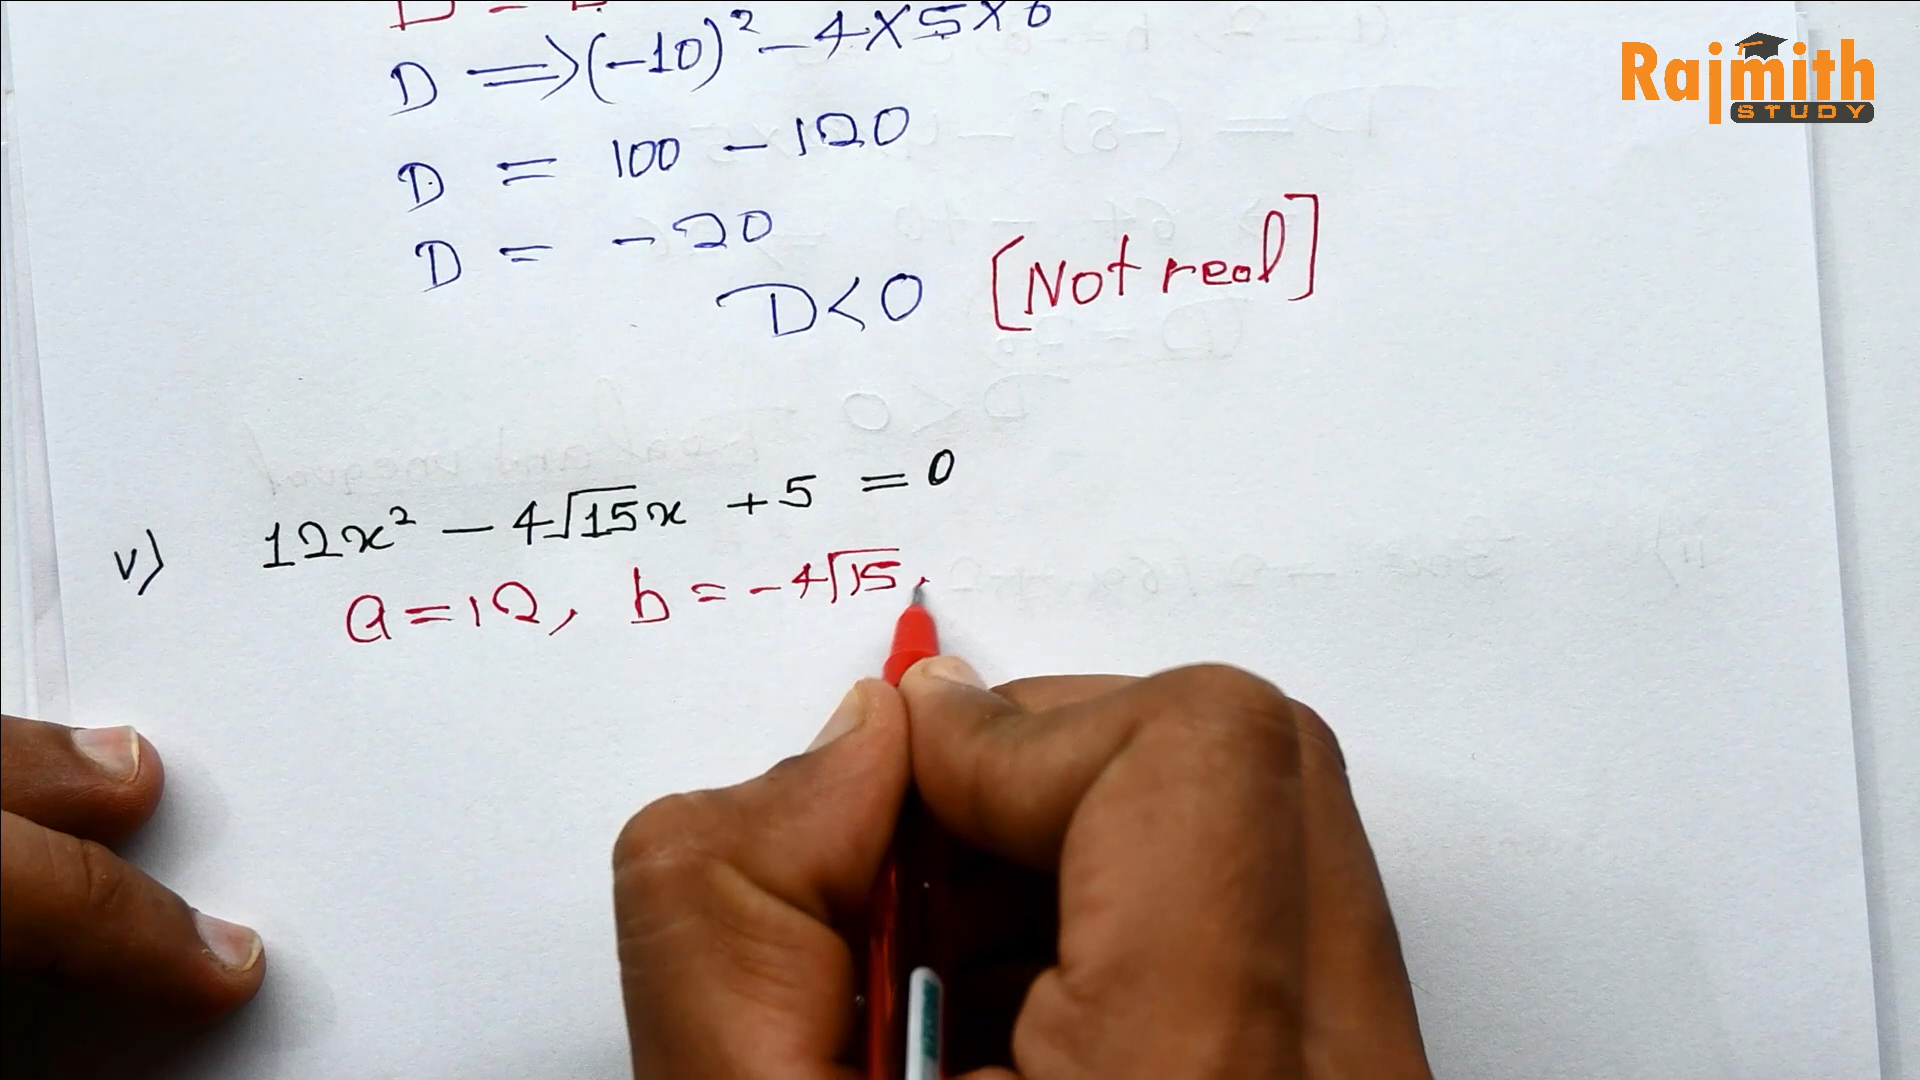 Rajmith
STUDY
D ⇒ (-10)² - 4×5×6
D = 100 - 120
D = -20
D<0 [Not real]
v) 12x² - 4√15x + 5 = 0
a=12, b = -4√15,